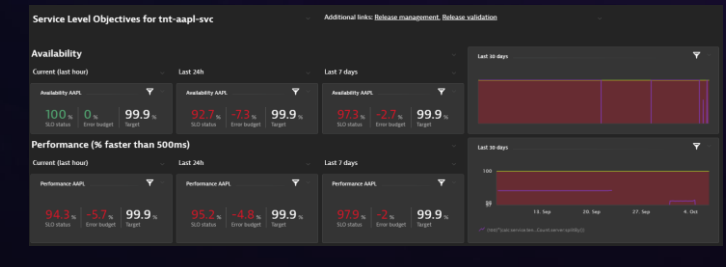 Service Level Objectives for tnt-aapl-svc
Additional links: Release management, Release validation
Availability
Current (last hour)
Last 24h
Last 7 days
Last 30 days
Availability AAPL
100 %
SLO status
0 %
Error budget
99.9 %
Target
Availability AAPL
92.7 %
SLO status
-7.3 %
Error budget
99.9 %
Target
Availability AAPL
97.3 %
SLO status
-2.7 %
Error budget
99.9 %
Target
Performance (% faster than 500ms)
Current (last hour)
Last 24h
Last 7 days
Last 30 days
Performance AAPL
94.3 %
SLO status
-5.7 %
Error budget
99.9 %
Target
Performance AAPL
95.2 %
SLO status
-4.8 %
Error budget
99.9 %
Target
Performance AAPL
97.9 %
SLO status
-2 %
Error budget
99.9 %
Target
100
13. Sep
20. Sep
27. Sep
4. Oct